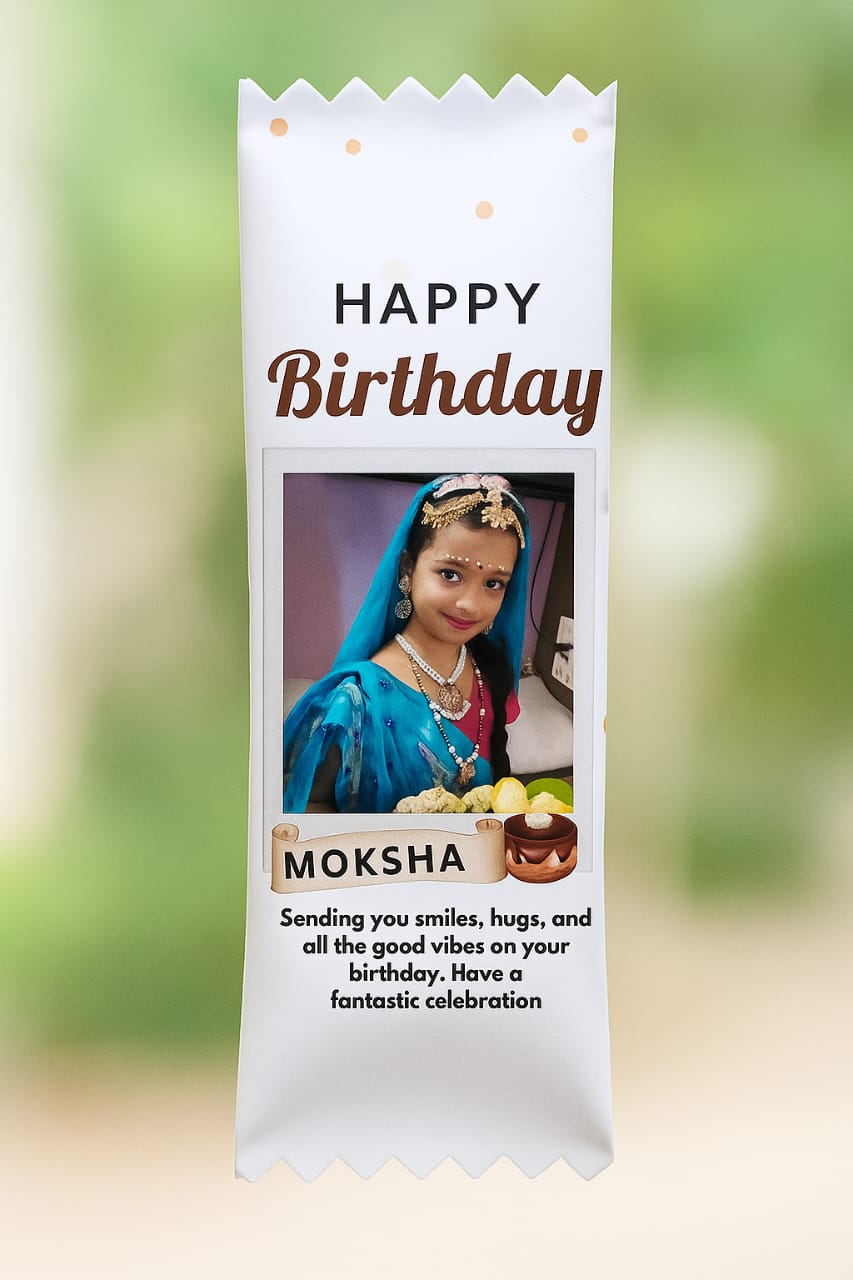 HAPPY
Birthday
MOKSHA
Sending you smiles, hugs, and
all the good vibes on your
birthday. Have a
fantastic celebration